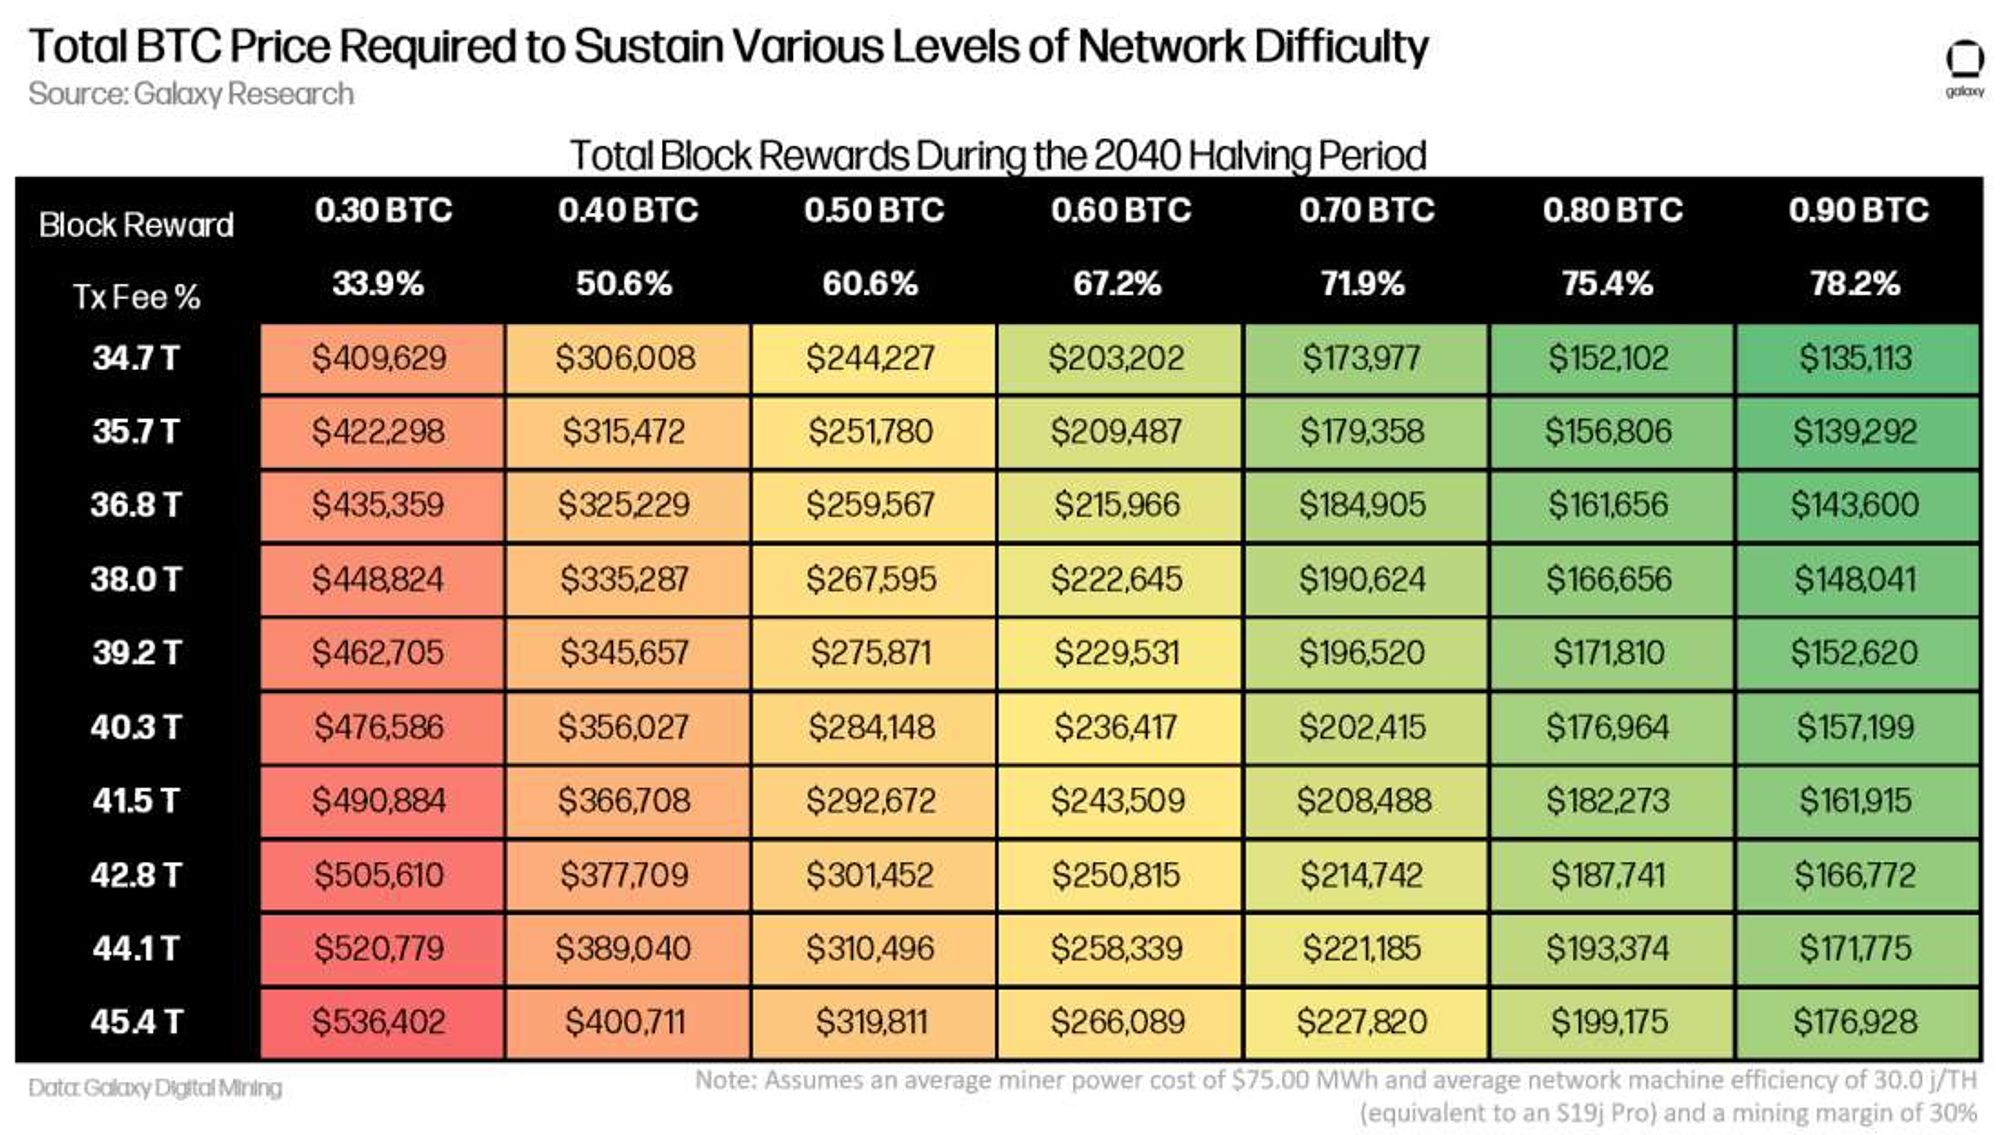 Total BTC Price Required to Sustain Various Levels of Network Difficulty
Source: Galaxy Research
galaxy
Total Block Rewards During the 2040 Halving Period
Block Reward 0.30 BTC 0.40 BTC 0.50 BTC 0.60 BTC 0.70 BTC 0.80 BTC 0.90 BTC
Tx Fee % 33.9% 50.6% 60.6% 67.2% 71.9% 75.4% 78.2%
34.7 T $409,629 $306,008 $244,227 $203,202 $173,977 $152,102 $135,113
35.7 T $422,298 $315,472 $251,780 $209,487 $179,358 $156,806 $139,292
36.8 T $435,359 $325,229 $259,567 $215,966 $184,905 $161,656 $143,600
38.0 T $448,824 $335,287 $267,595 $222,645 $190,624 $166,656 $148,041
39.2 T $462,705 $345,657 $275,871 $229,531 $196,520 $171,810 $152,620
40.3 T $476,586 $356,027 $284,148 $236,417 $202,415 $176,964 $157,199
41.5 T $490,884 $366,708 $292,672 $243,509 $208,488 $182,273 $161,915
42.8 T $505,610 $377,709 $301,452 $250,815 $214,742 $187,741 $166,772
44.1 T $520,779 $389,040 $310,496 $258,339 $221,185 $193,374 $171,775
45.4 T $536,402 $400,711 $319,811 $266,089 $227,820 $199,175 $176,928
Data: Galaxy Digital Mining
Note: Assumes an average miner power cost of $75.00 MWh and average network machine efficiency of 30.0 j/TH
(equivalent to an S19j Pro) and a mining margin of 30%